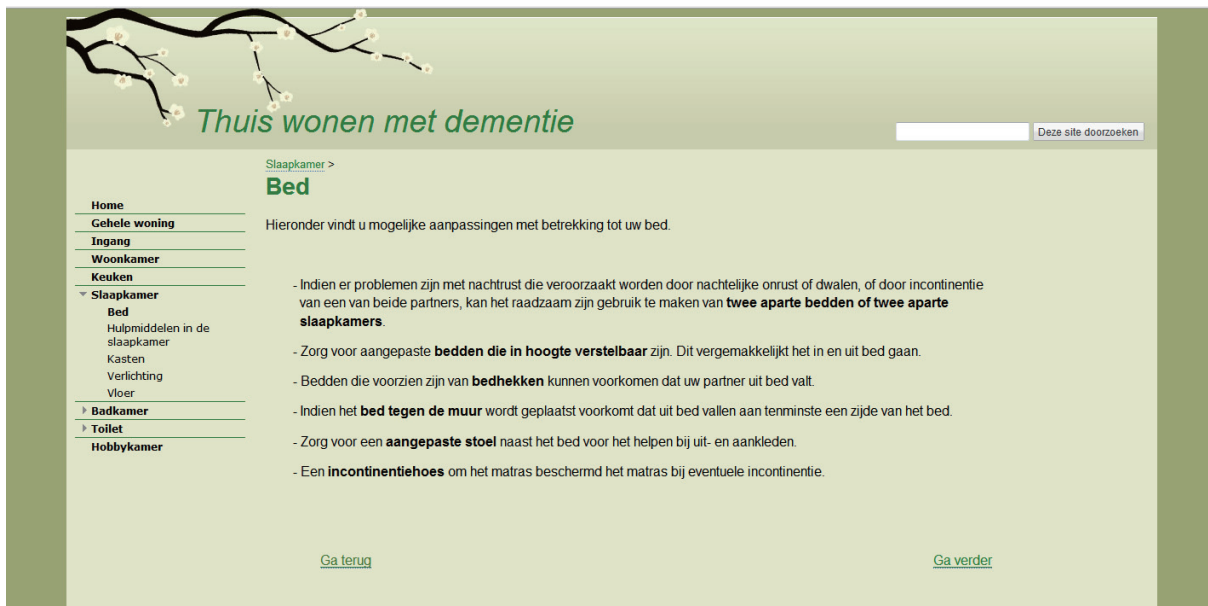 Thuis wonen met dementie
Deze site doorzoeken
Home
Gehele woning
Ingang
Woonkamer
Keuken
Slaapkamer
Bed
Hulpmiddelen in de
slaapkamer
Kasten
Verlichting
Vloer
Badkamer
Toilet
Hobbykamer
Slaapkamer >
Bed
Hieronder vindt u mogelijke aanpassingen met betrekking tot uw bed.
- Indien er problemen zijn met nachtrust die veroorzaakt worden door nachtelijke onrust of dwalen, of door incontinentie
van een van beide partners, kan het raadzaam zijn gebruik te maken van twee aparte bedden of twee aparte
slaapkamers.
- Zorg voor aangepaste bedden die in hoogte verstelbaar zijn. Dit vergemakkelijkt het in en uit bed gaan.
- Bedden die voorzien zijn van bedhekken kunnen voorkomen dat uw partner uit bed valt.
- Indien het bed tegen de muur wordt geplaatst voorkomt dat uit bed vallen aan tenminste een zijde van het bed.
- Zorg voor een aangepaste stoel naast het bed voor het helpen bij uit- en aankleden.
- Een incontinentiehoes om het matras beschermd het matras bij eventuele incontinentie.
Ga terug
Ga verder